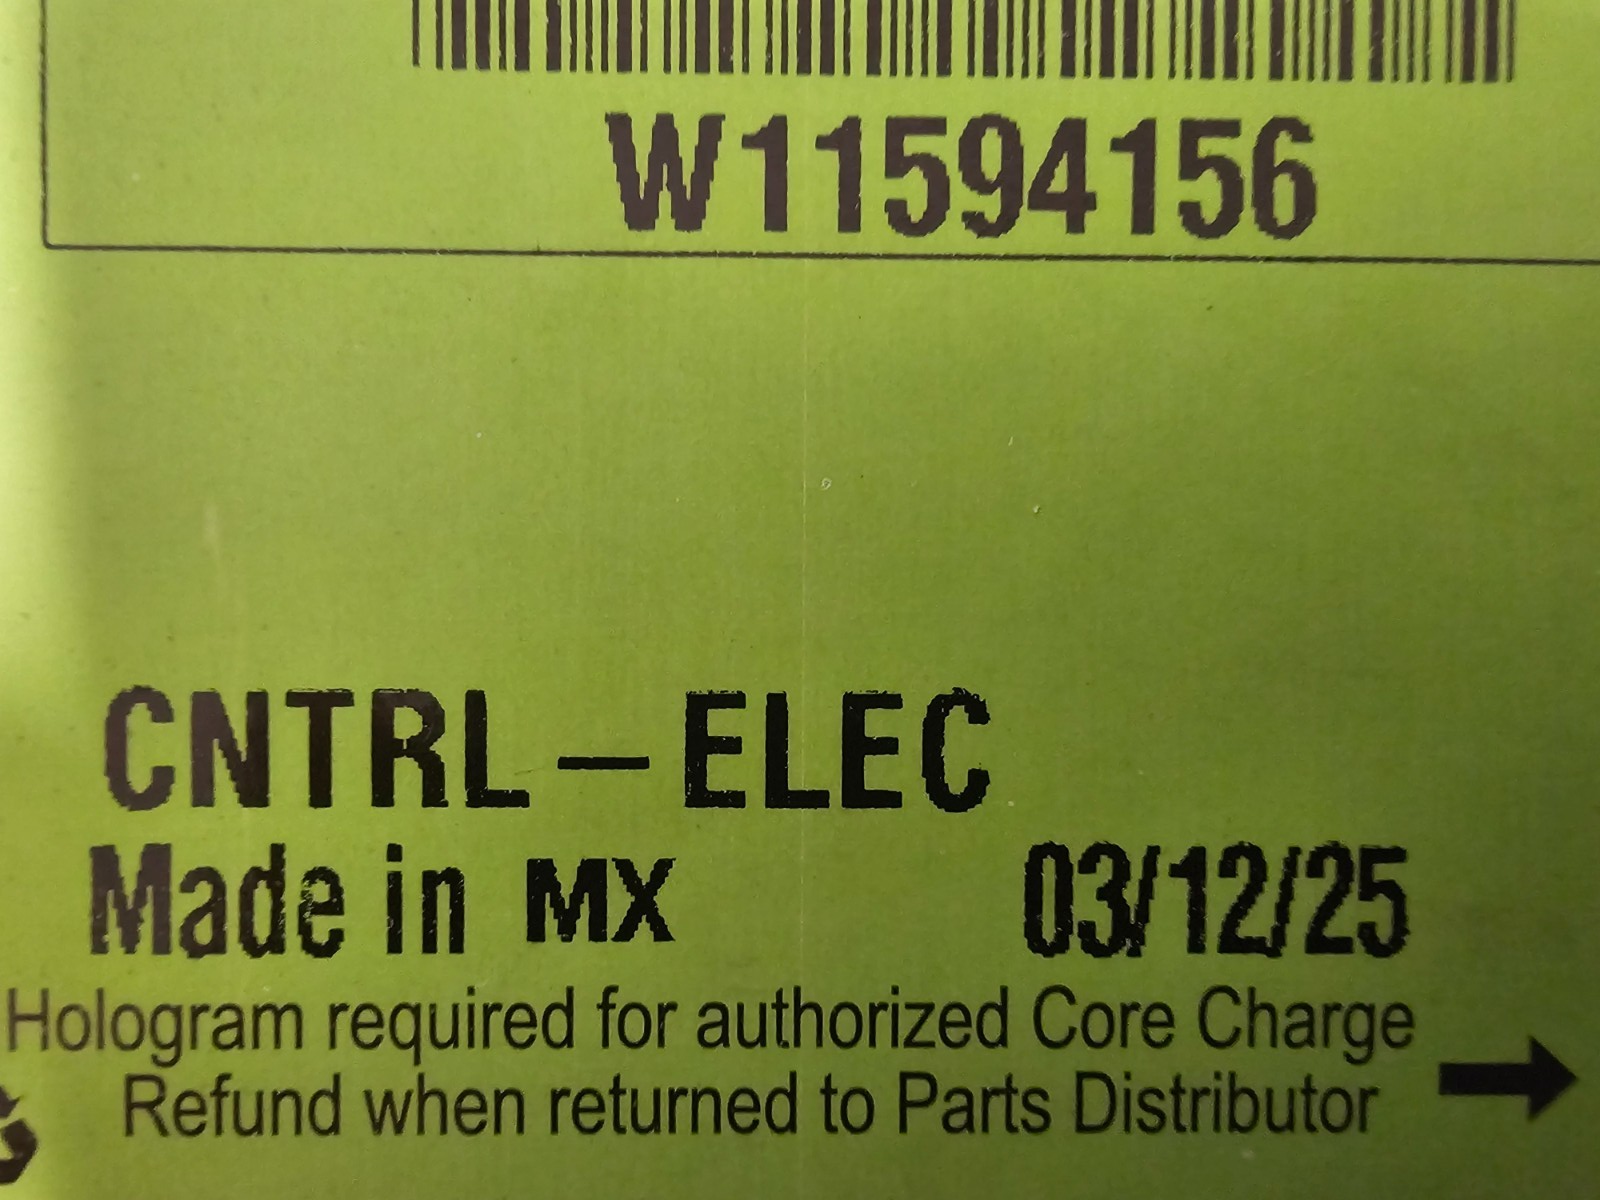 W11594156
CNTRL-ELEC
Made in MX 03/12/25
Hologram required for authorized Core Charge
Refund when returned to Parts Distributor